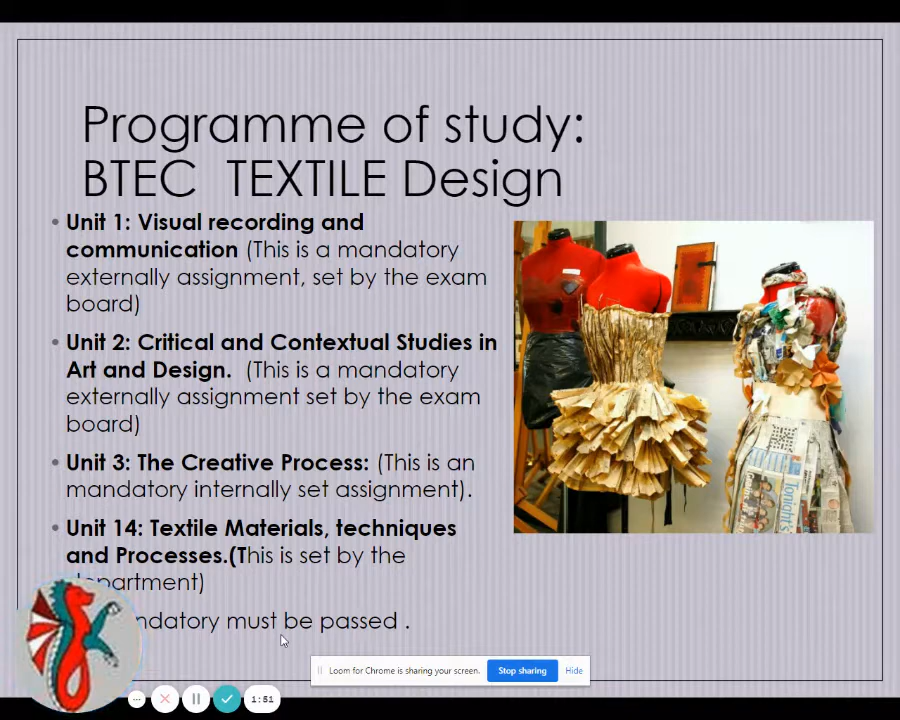 Programme of study:
BTEC TEXTILE Design
• Unit 1: Visual recording and
communication (This is a mandatory
externally assignment, set by the exam
board)
• Unit 2: Critical and Contextual Studies in
Art and Design. (This is a mandatory
externally assignment set by the exam
board)
• Unit 3: The Creative Process: (This is an
mandatory internally set assignment).
• Unit 14: Textile Materials, techniques
and Processes.(This is set by the
department)
ndatory must be passed .
Tonight's
Loom for Chrome is sharing your screen.
Stop sharing
Hide
1:51